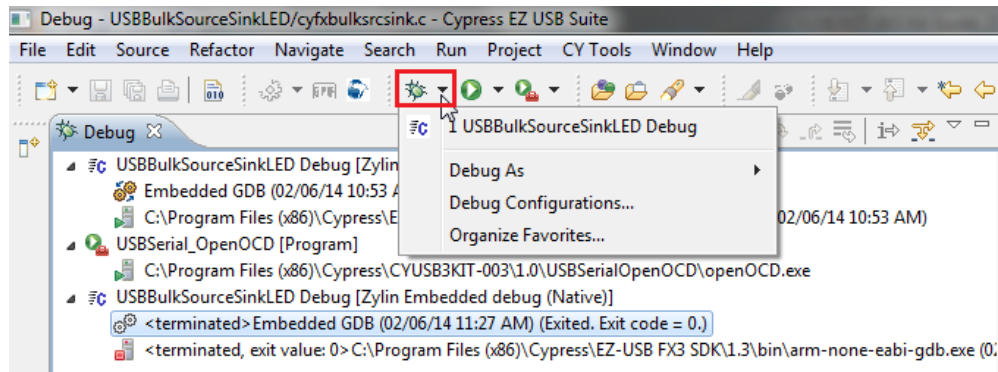 Debug - USBBulkSourceSinkLED/cyfxbulksrcsink.c - Cypress EZ USB Suite
File Edit Source Refactor Navigate Search Run Project CY Tools Window Help
010
Debug
1 USBBulkSourceSinkLED Debug
Debug As
Debug Configurations...
Organize Favorites...
USBBulkSourceSinkLED Debug [Zylin
Embedded GDB (02/06/14 10:53 A
C:\Program Files (x86)\Cypress\E 02/06/14 10:53 AM)
USBSerial_OpenOCD [Program]
C:\Program Files (x86)\Cypress\CYUSB3KIT-003\1.0\USBSerialOpenOCD\openOCD.exe
USBBulkSourceSinkLED Debug [Zylin Embedded debug (Native)]
<terminated>Embedded GDB (02/06/14 11:27 AM) (Exited. Exit code = 0.)
<terminated, exit value: 0>C:\Program Files (x86)\Cypress\EZ-USB FX3 SDK\1.3\bin\arm-none-eabi-gdb.exe (02